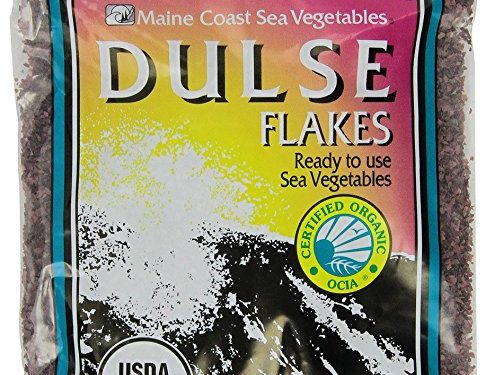 Maine Coast Sea Vegetables
DULSE
FLAKES
Ready to use
Sea Vegetables
CERTIFIED ORGANIC
OCIA ®
USDA